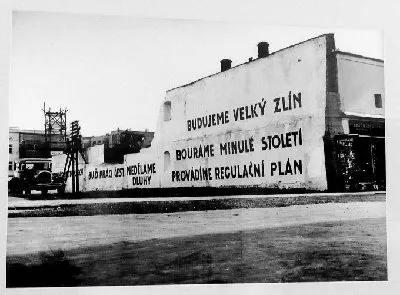 BUDUJEME VELKÝ ZLÍN
BOURÁME MINULÉ STOLETÍ
PROVÁDÍME REGULAČNÍ PLÁN
NEDĚLÁME
DLUHY